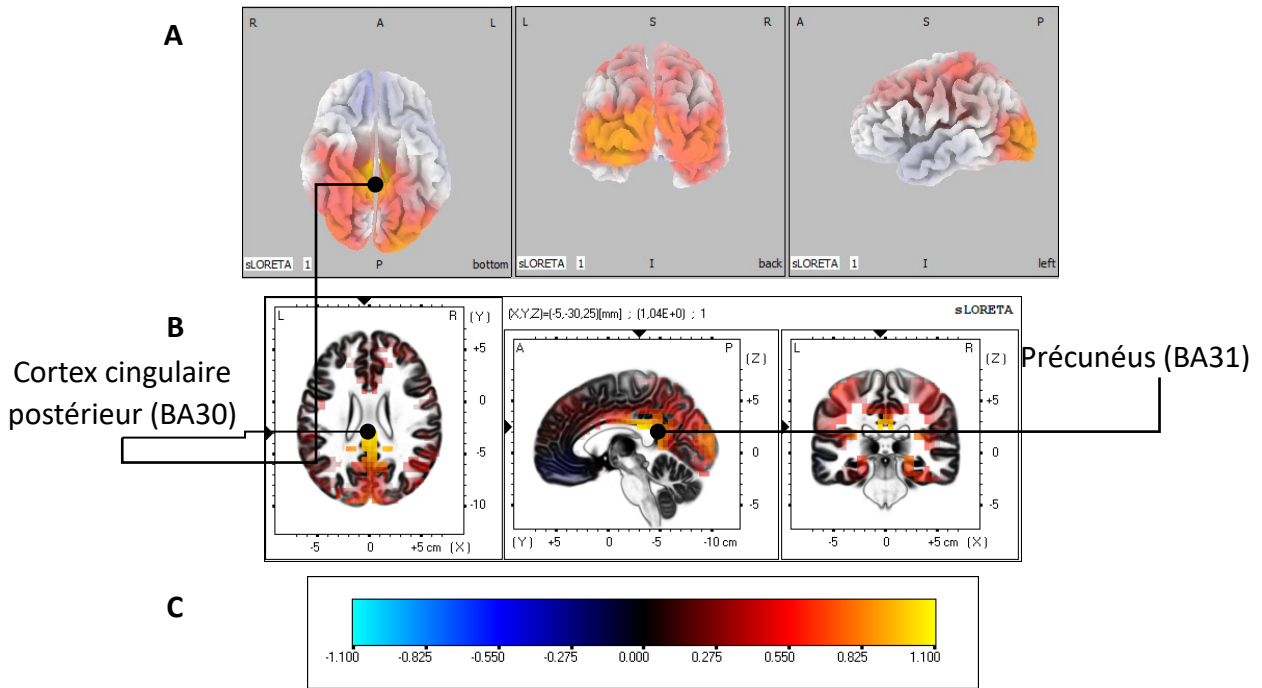 A
R A L
sLORETA 1 P bottom
L S R
sLORETA 1 I back
A S P
sLORETA 1 I left
B
Cortex cingulaire
postérieur (BA30)
L R (Y)
+5
0
-5
-10
-5 0 +5 cm (X)
(X,Y,Z)=(-5,-30,25)[mm] ; (1,04E+0) ; 1
sLORETA
A P (Z)
+5
0
-5
(Y) +5 0 -5 -10 cm
L R (Z)
+5
0
-5
-5 0 +5 cm (X)
Précunéus (BA31)
C
-1.100 -0.825 -0.550 -0.275 0.000 0.275 0.550 0.825 1.100